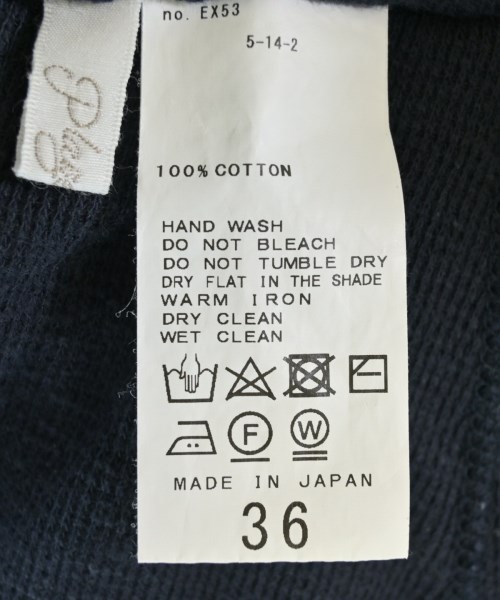 no. EX53
5-14-2
100% COTTON
HAND WASH
DO NOT BLEACH
DO NOT TUMBLE DRY
DRY FLAT IN THE SHADE
WARM IRON
DRY CLEAN
WET CLEAN
F W
MADE IN JAPAN
36